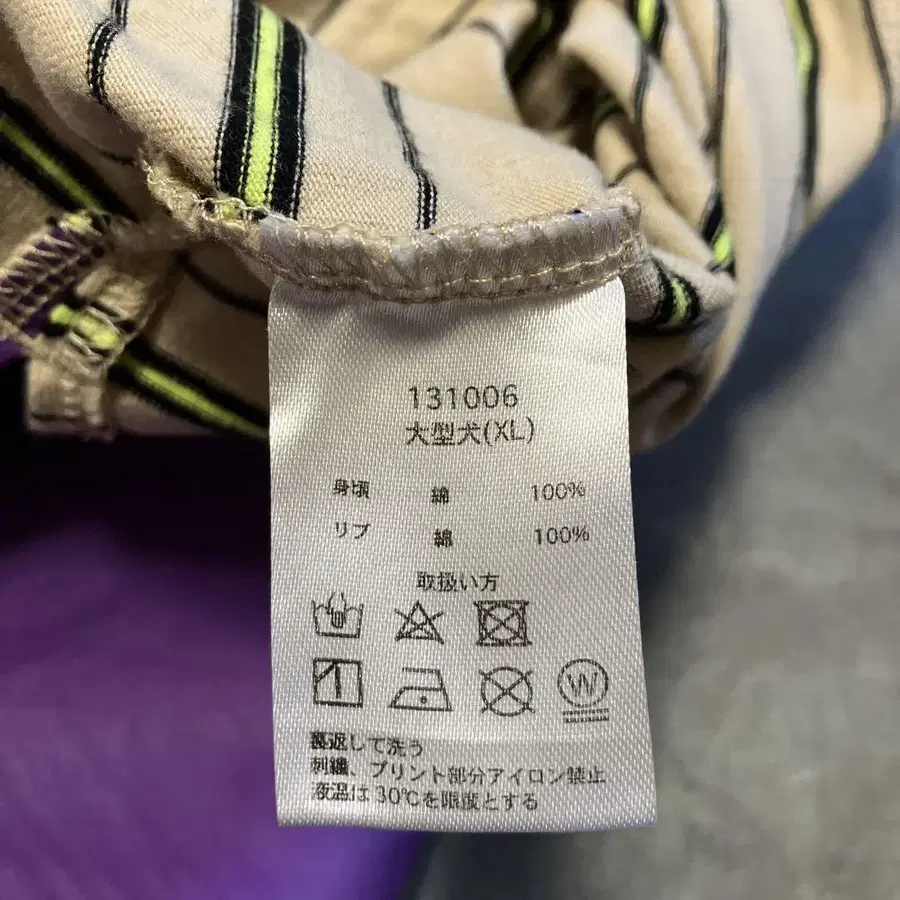 131006
大型犬(XL)
身頃 綿 100%
リブ 綿 100%
取扱い方
W
裏返して洗う
刺繍、プリント部分アイロン禁止
液温は30℃を限度とする